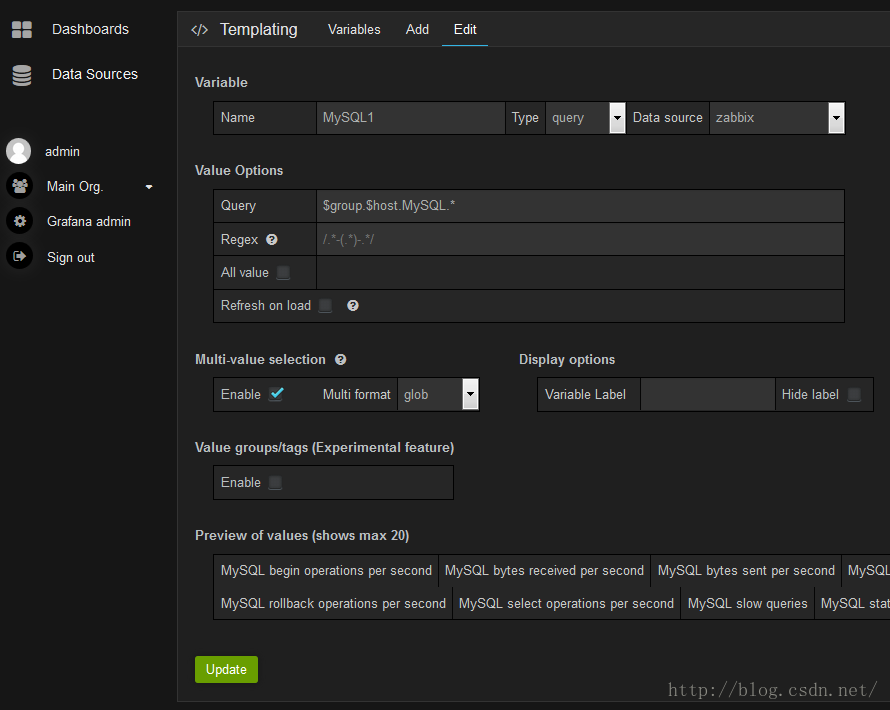 Dashboards
Data Sources
admin
Main Org.
Grafana admin
Sign out
</> Templating Variables Add Edit
Variable
Name MySQL1 Type query Data source zabbix
Value Options
Query $group.$host.MySQL.*
Regex /.*-(.*)-.*/
All value
Refresh on load
Multi-value selection
Enable Multi format glob
Display options
Variable Label Hide label
Value groups/tags (Experimental feature)
Enable
Preview of values (shows max 20)
MySQL begin operations per second MySQL bytes received per second MySQL bytes sent per second MySQL
MySQL rollback operations per second MySQL select operations per second MySQL slow queries MySQL stat
Update
http://blog.csdn.net/